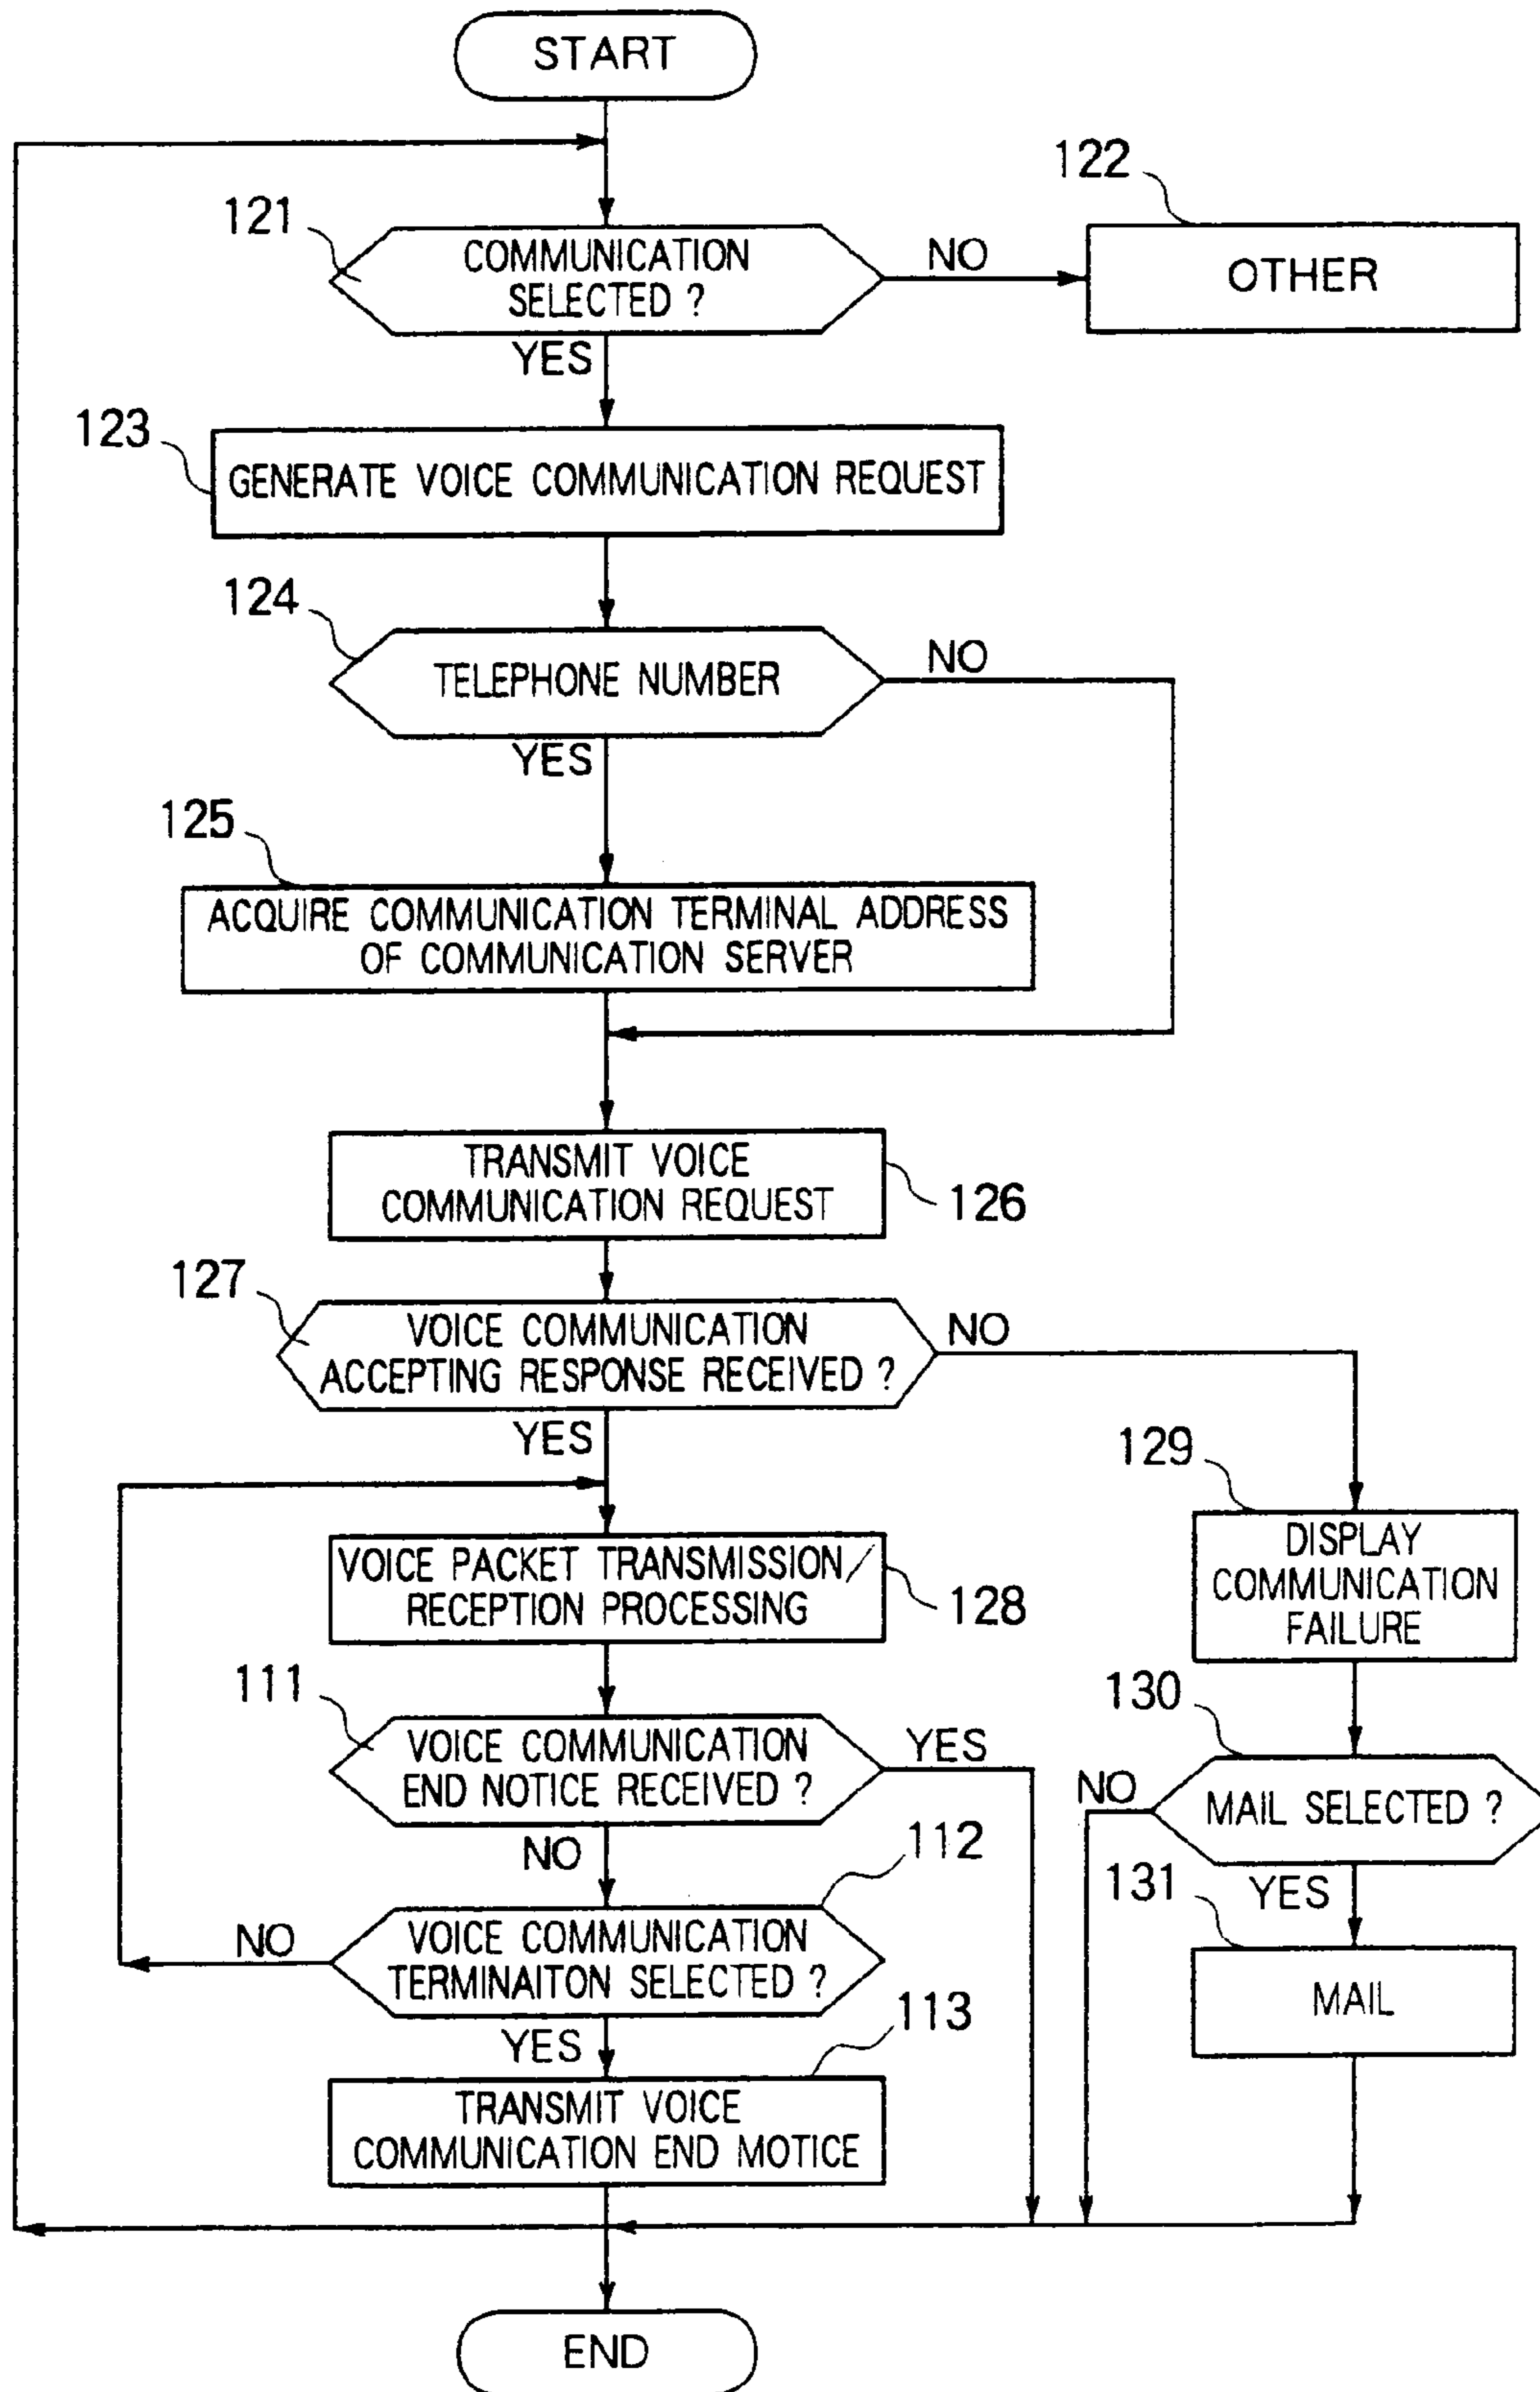 START
122
121
COMMUNICATION
SELECTED ?
NO
OTHER
YES
123
GENERATE VOICE COMMUNICATION REQUEST
124
TELEPHONE NUMBER
NO
YES
125
ACQUIRE COMMUNICATION TERMINAL ADDRESS
OF COMMUNICATION SERVER
TRANSMIT VOICE
COMMUNICATION REQUEST
126
127
VOICE COMMUNICATION
ACCEPTING RESPONSE RECEIVED ?
NO
YES
129
DISPLAY
COMMUNICATION
FAILURE
VOICE PACKET TRANSMISSION/
RECEPTION PROCESSING
128
111
VOICE COMMUNICATION
END NOTICE RECEIVED ?
YES
NO
130
MAIL SELECTED ?
NO
YES
131
MAIL
112
VOICE COMMUNICATION
TERMINAITON SELECTED ?
NO
YES
113
TRANSMIT VOICE
COMMUNICATION END MOTICE
END